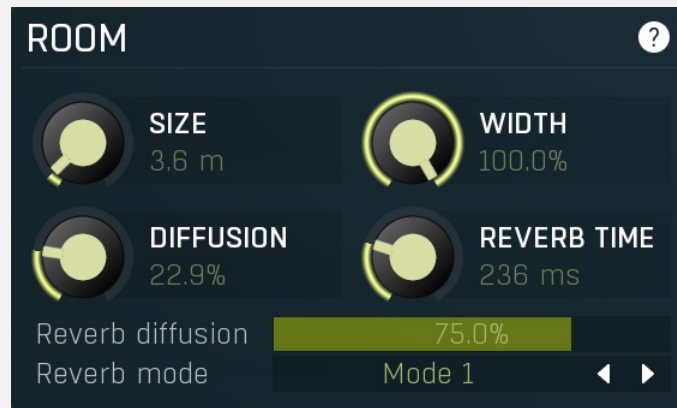 ROOM ?
SIZE WIDTH
3.6 m 100.0%
DIFFUSION REVERB TIME
22.9% 236 ms
Reverb diffusion 75.0%
Reverb mode Mode 1